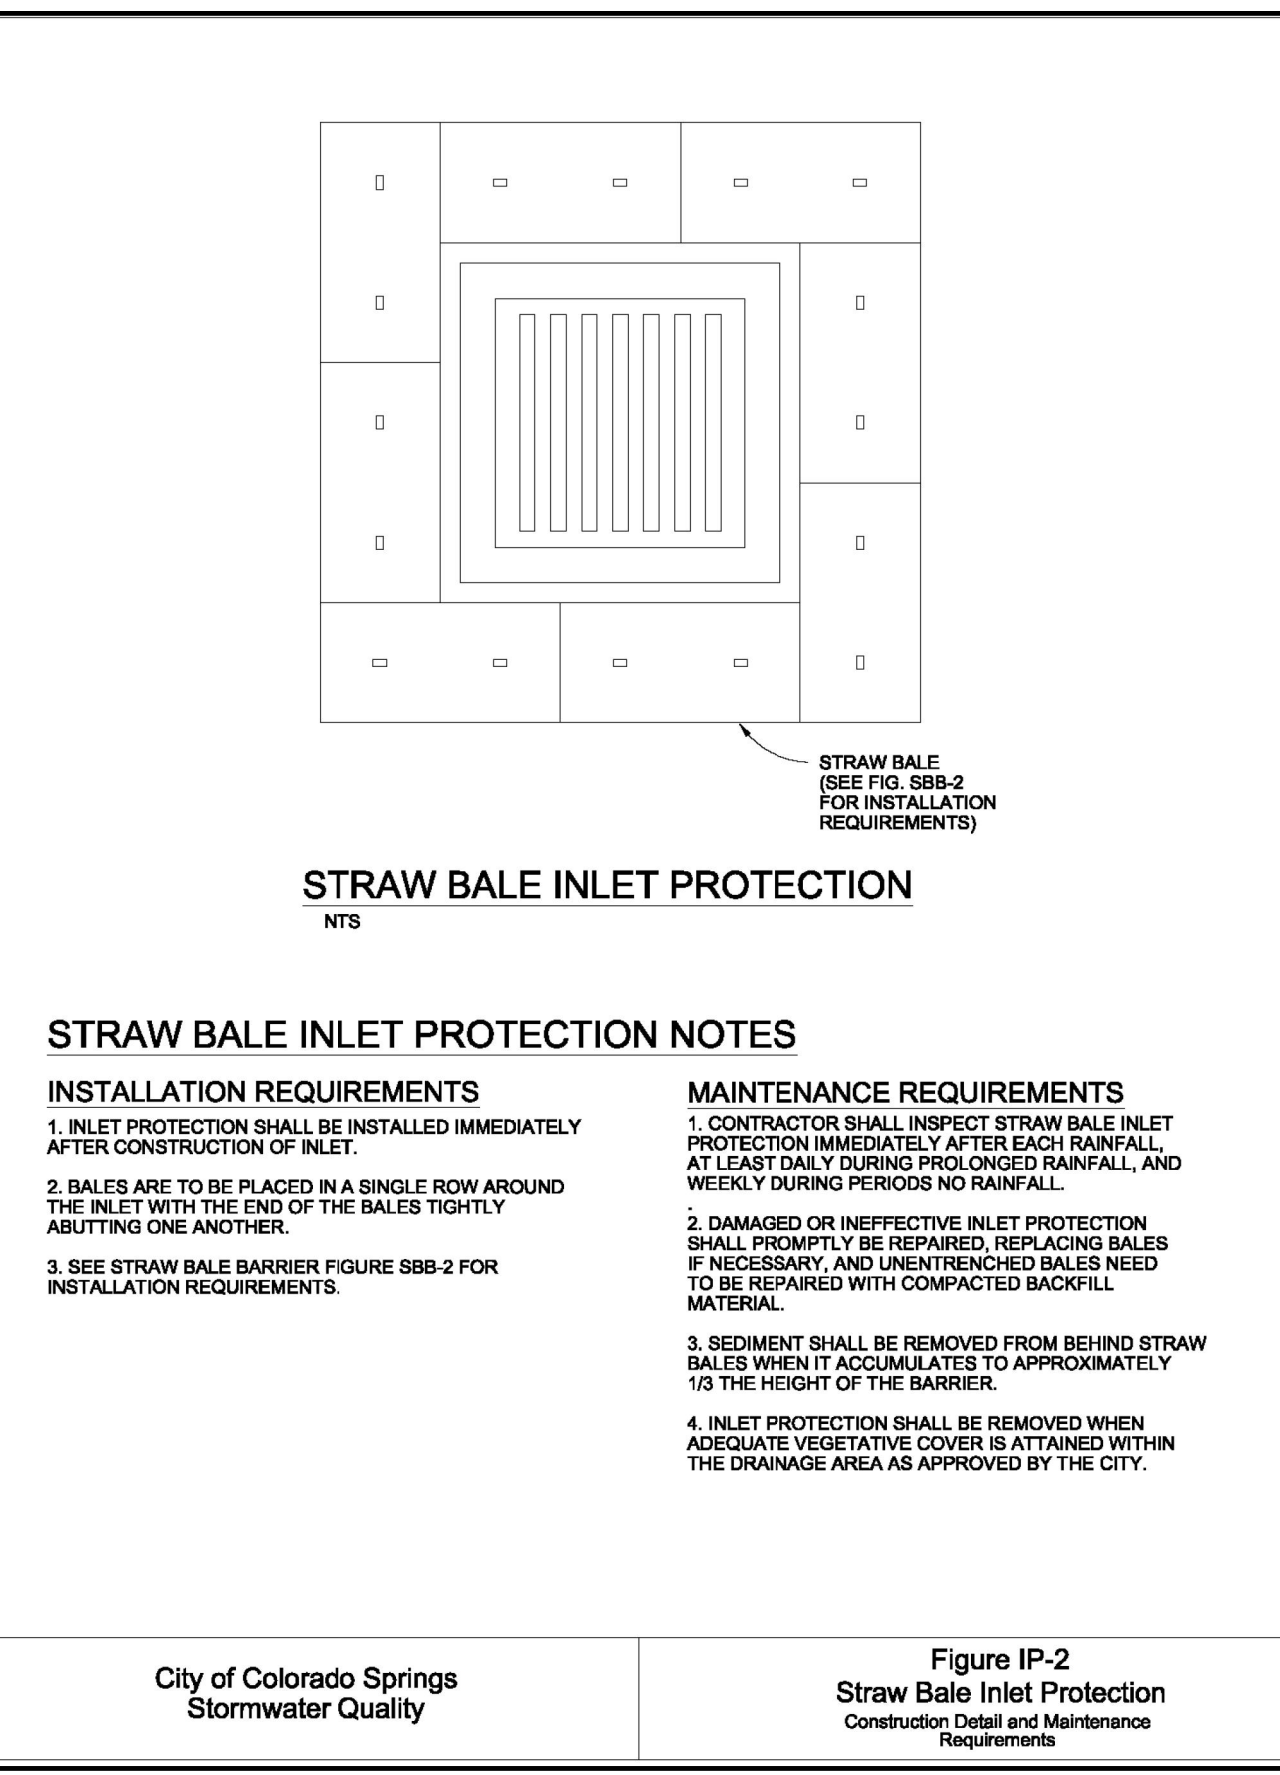 STRAW BALE
(SEE FIG. SBB-2
FOR INSTALLATION
REQUIREMENTS)
STRAW BALE INLET PROTECTION
NTS
STRAW BALE INLET PROTECTION NOTES
INSTALLATION REQUIREMENTS
1. INLET PROTECTION SHALL BE INSTALLED IMMEDIATELY
AFTER CONSTRUCTION OF INLET.
2. BALES ARE TO BE PLACED IN A SINGLE ROW AROUND
THE INLET WITH THE END OF THE BALES TIGHTLY
ABUTTING ONE ANOTHER.
3. SEE STRAW BALE BARRIER FIGURE SBB-2 FOR
INSTALLATION REQUIREMENTS.
MAINTENANCE REQUIREMENTS
1. CONTRACTOR SHALL INSPECT STRAW BALE INLET
PROTECTION IMMEDIATELY AFTER EACH RAINFALL,
AT LEAST DAILY DURING PROLONGED RAINFALL, AND
WEEKLY DURING PERIODS NO RAINFALL.
.
2. DAMAGED OR INEFFECTIVE INLET PROTECTION
SHALL PROMPTLY BE REPAIRED, REPLACING BALES
IF NECESSARY, AND UNENTRENCHED BALES NEED
TO BE REPAIRED WITH COMPACTED BACKFILL
MATERIAL.
3. SEDIMENT SHALL BE REMOVED FROM BEHIND STRAW
BALES WHEN IT ACCUMULATES TO APPROXIMATELY
1/3 THE HEIGHT OF THE BARRIER.
4. INLET PROTECTION SHALL BE REMOVED WHEN
ADEQUATE VEGETATIVE COVER IS ATTAINED WITHIN
THE DRAINAGE AREA AS APPROVED BY THE CITY.
City of Colorado Springs
Stormwater Quality
Figure IP-2
Straw Bale Inlet Protection
Construction Detail and Maintenance
Requirements